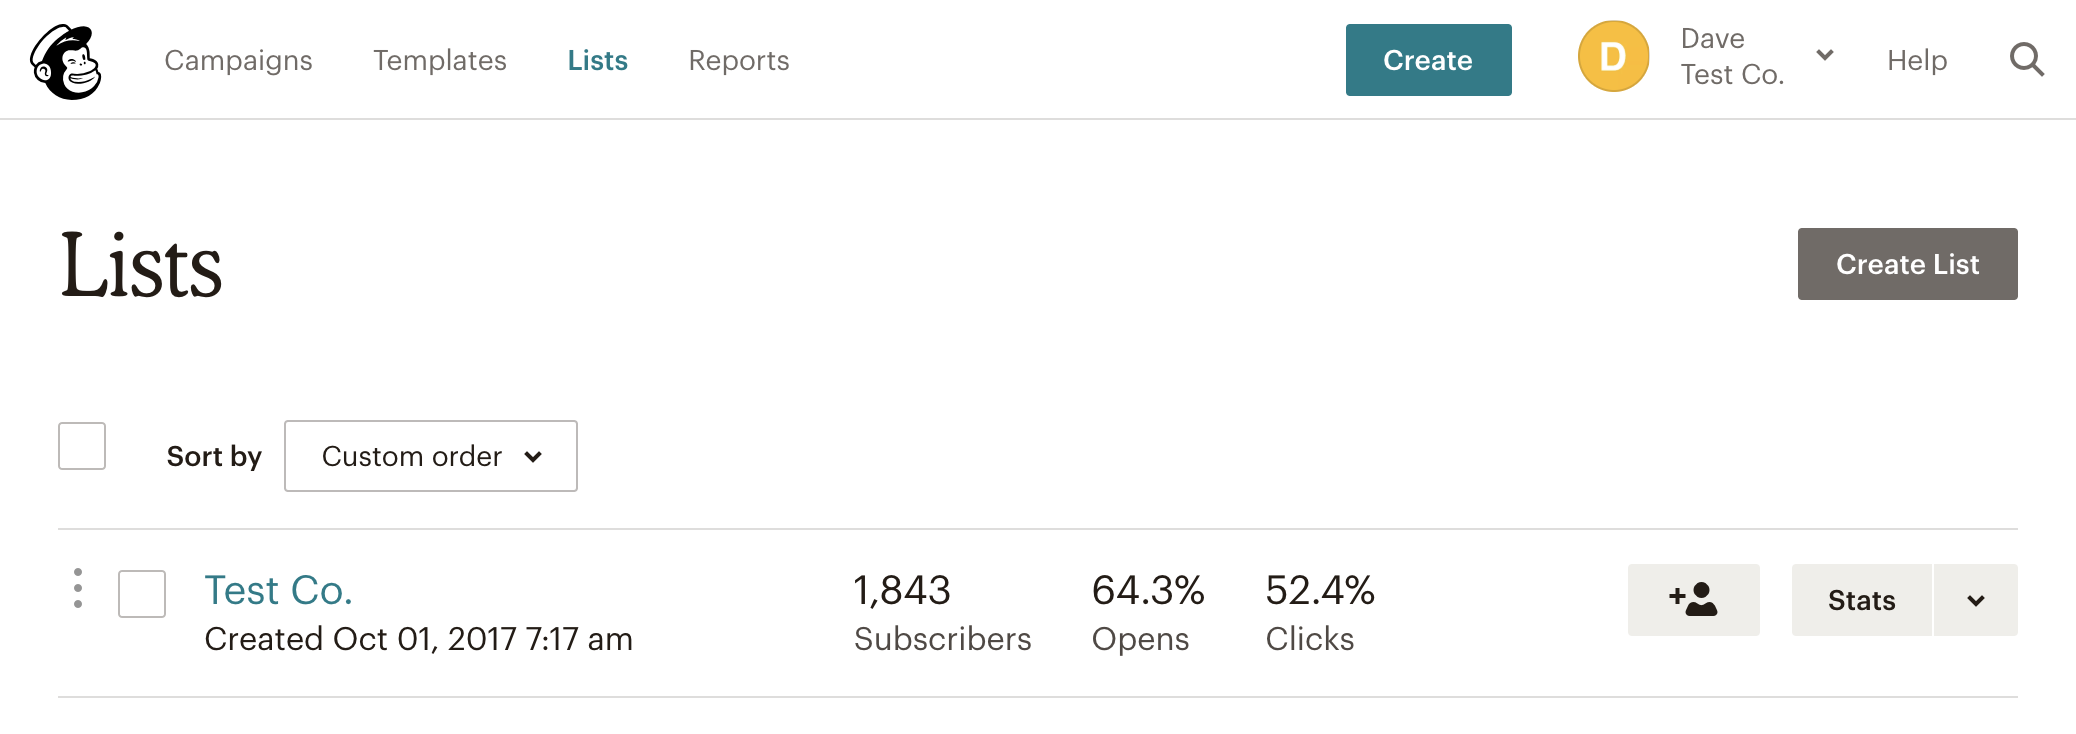 Campaigns Templates Lists Reports Create D Dave Test Co. Help
Lists Create List
Sort by Custom order
Test Co. 1,843 64.3% 52.4% Stats
Created Oct 01, 2017 7:17 am Subscribers Opens Clicks